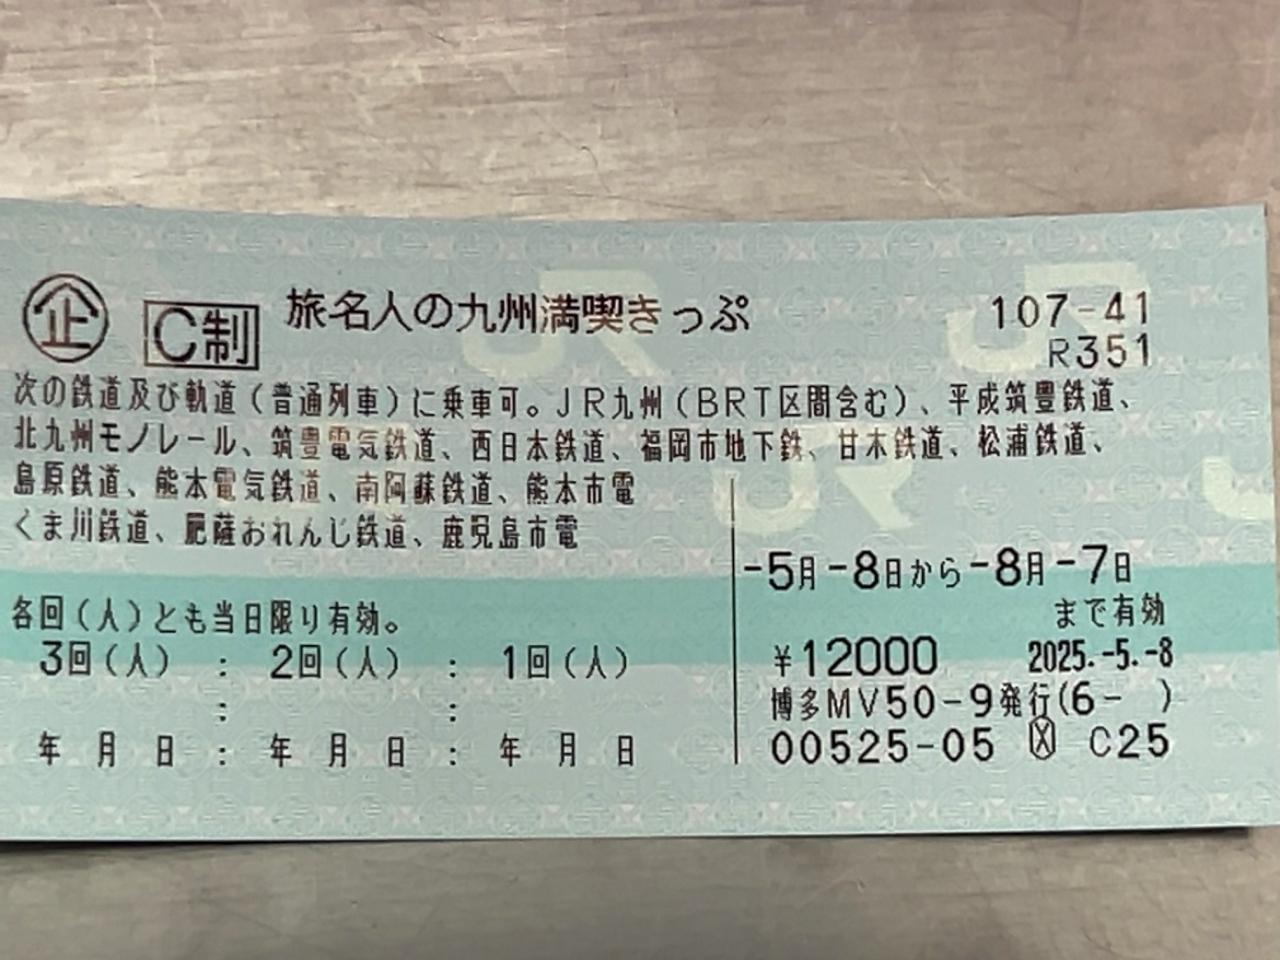 企 C制 旅名人の九州満喫きっぷ 107-41
R351
次の鉄道及び軌道(普通列車)に乗車可。JR九州(BRT区間含む)、平成筑豊鉄道、
北九州モノレール、筑豊電気鉄道、西日本鉄道、福岡市地下鉄、甘木鉄道、松浦鉄道、
島原鉄道、熊本電気鉄道、南阿蘇鉄道、熊本市電
くま川鉄道、肥薩おれんじ鉄道、鹿児島市電
-5月-8日から-8月-7日
まで有効
各回(人)とも当日限り有効。
3回(人) : 2回(人) : 1回(人)
: :
年 月 日 : 年 月 日 : 年 月 日
¥12000 2025.-5.-8
博多MV50-9発行(6- )
00525-05 ⓧ C25
JR JR
JR